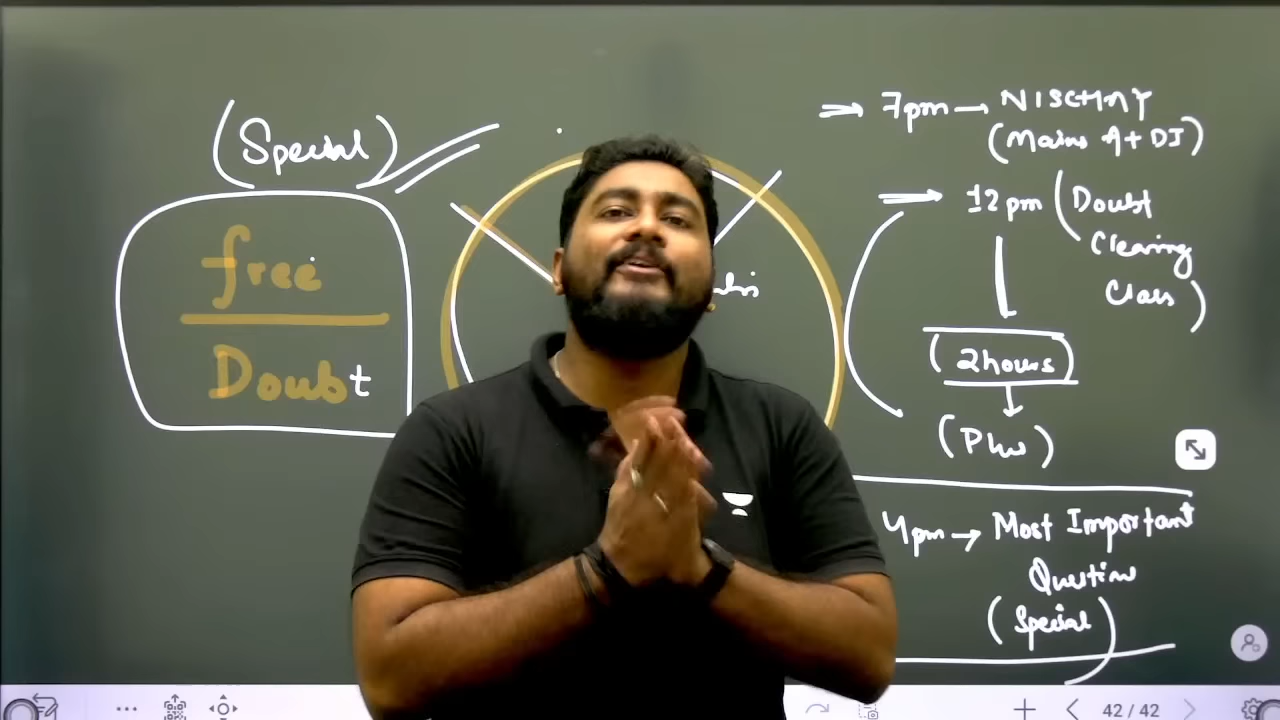 (Special)
free
Doubt
⇒ 7pm → NISCHAY
(Mains A+ DJ)
→ 12pm (Doubt
Clearing
Class)
(2hours)
4pm → Most Important
Question
(Special)
42 / 42